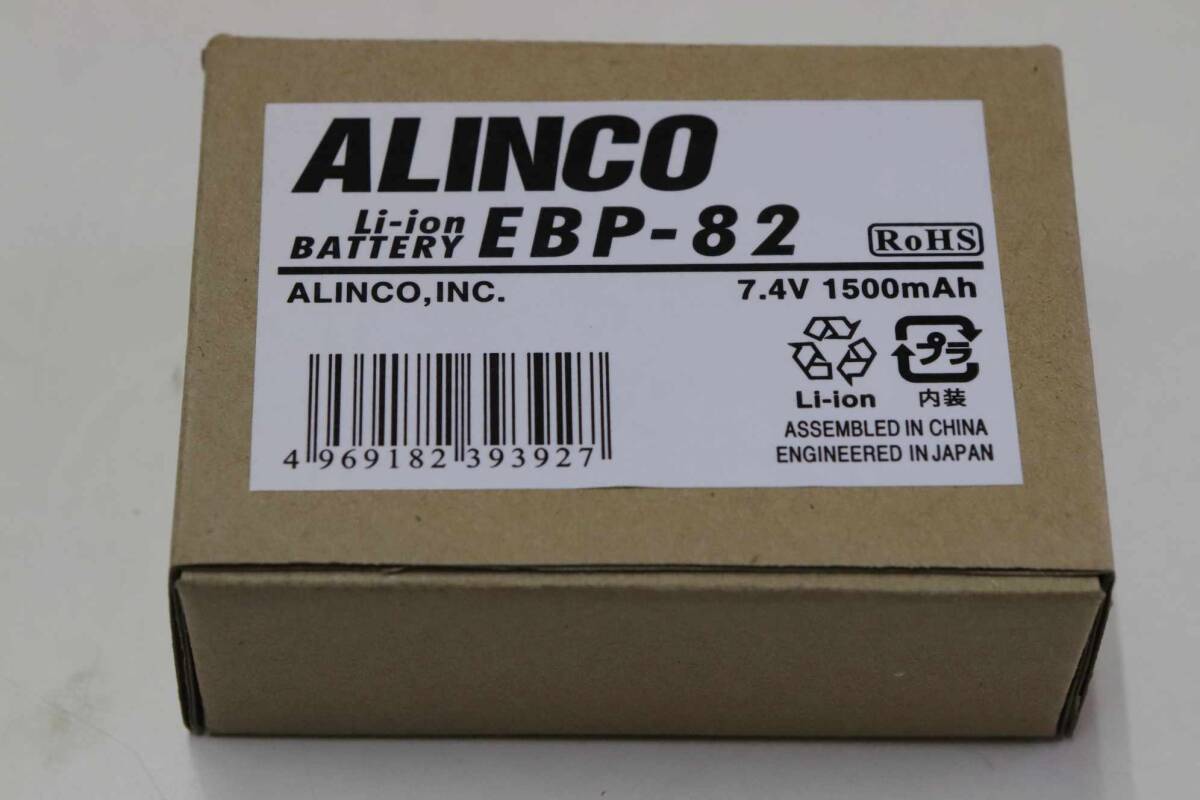 ALINCO
Li-ion
BATTERY EBP-82
RoHS
ALINCO,INC.
7.4V 1500mAh
プラ
Li-ion
内装
ASSEMBLED IN CHINA
ENGINEERED IN JAPAN
4 969182 393927